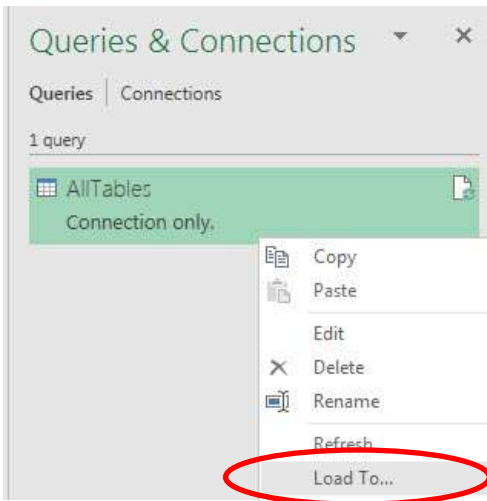 Queries & Connections
Queries | Connections
1 query
AllTables
Connection only.
Copy
Paste
Edit
Delete
Rename
Refresh
Load To...